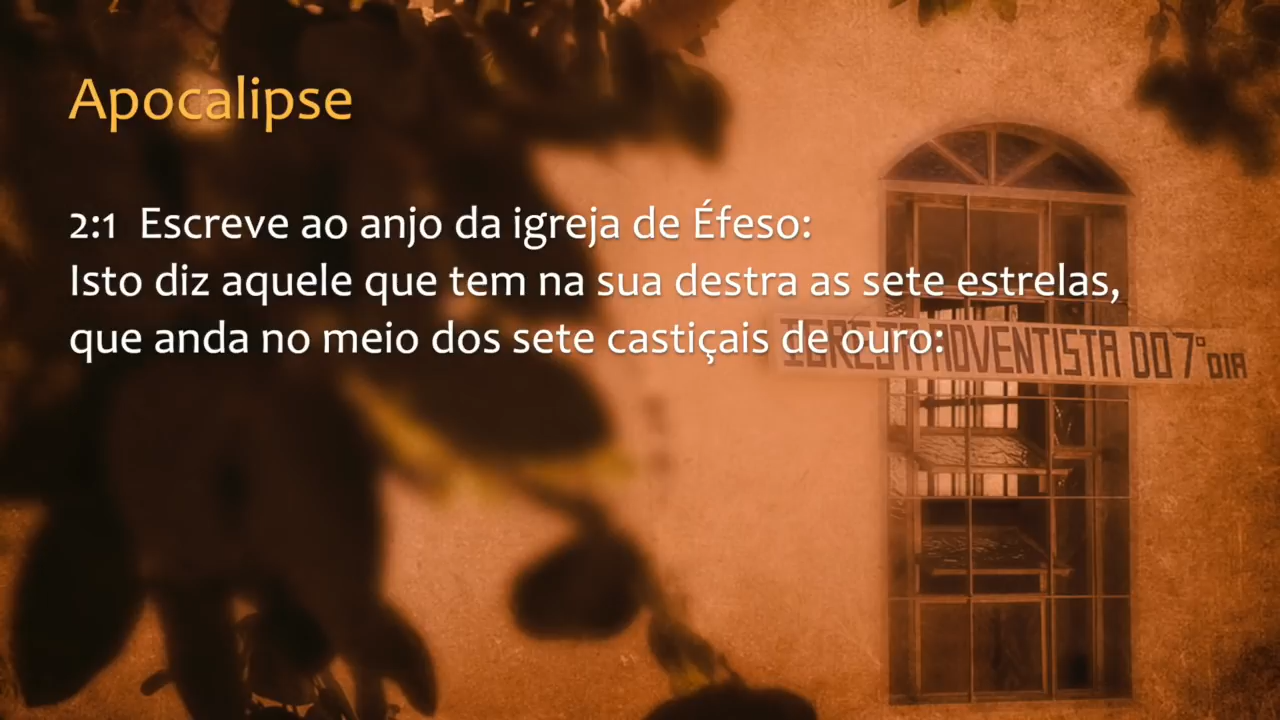 Apocalipse
2:1 Escreve ao anjo da igreja de Éfeso:
Isto diz aquele que tem na sua destra as sete estrelas,
que anda no meio dos sete castiçais de ouro:
IGREJA ADVENTISTA DO 7° DIA